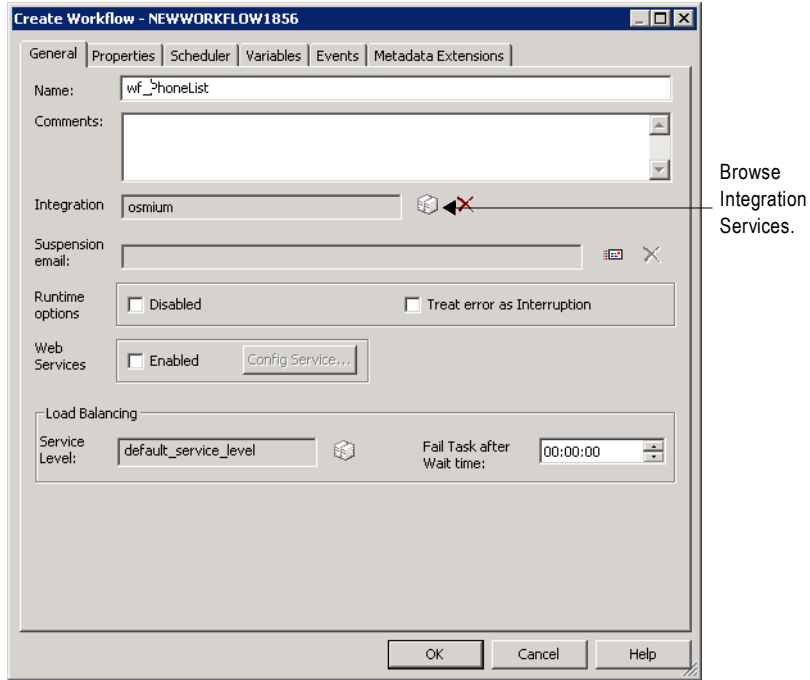 Create Workflow - NEWWORKFLOW1856
General Properties Scheduler Variables Events Metadata Extensions
Name: wf_PhoneList
Comments:
Integration osmium
Browse
Integration
Services.
Suspension
email:
Runtime
options
Disabled Treat error as Interruption
Web
Services
Enabled Config Service...
Load Balancing
Service
Level:
default_service_level
Fail Task after
Wait time:
00:00:00
OK Cancel Help